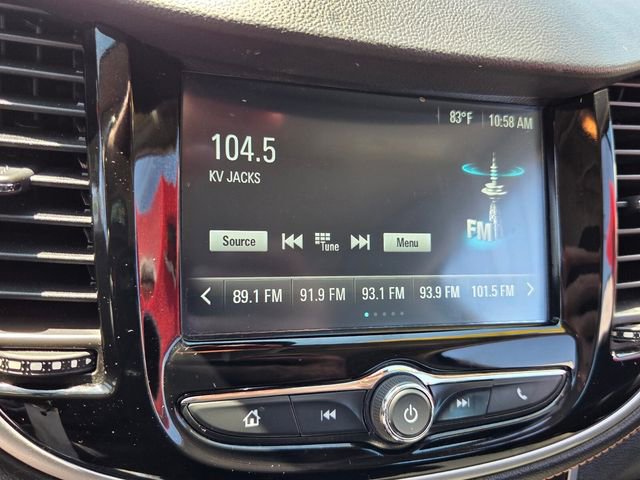 83°F 10:58 AM
104.5
KV JACKS
FM
Source Tune Menu
89.1 FM 91.9 FM 93.1 FM 93.9 FM 101.5 FM